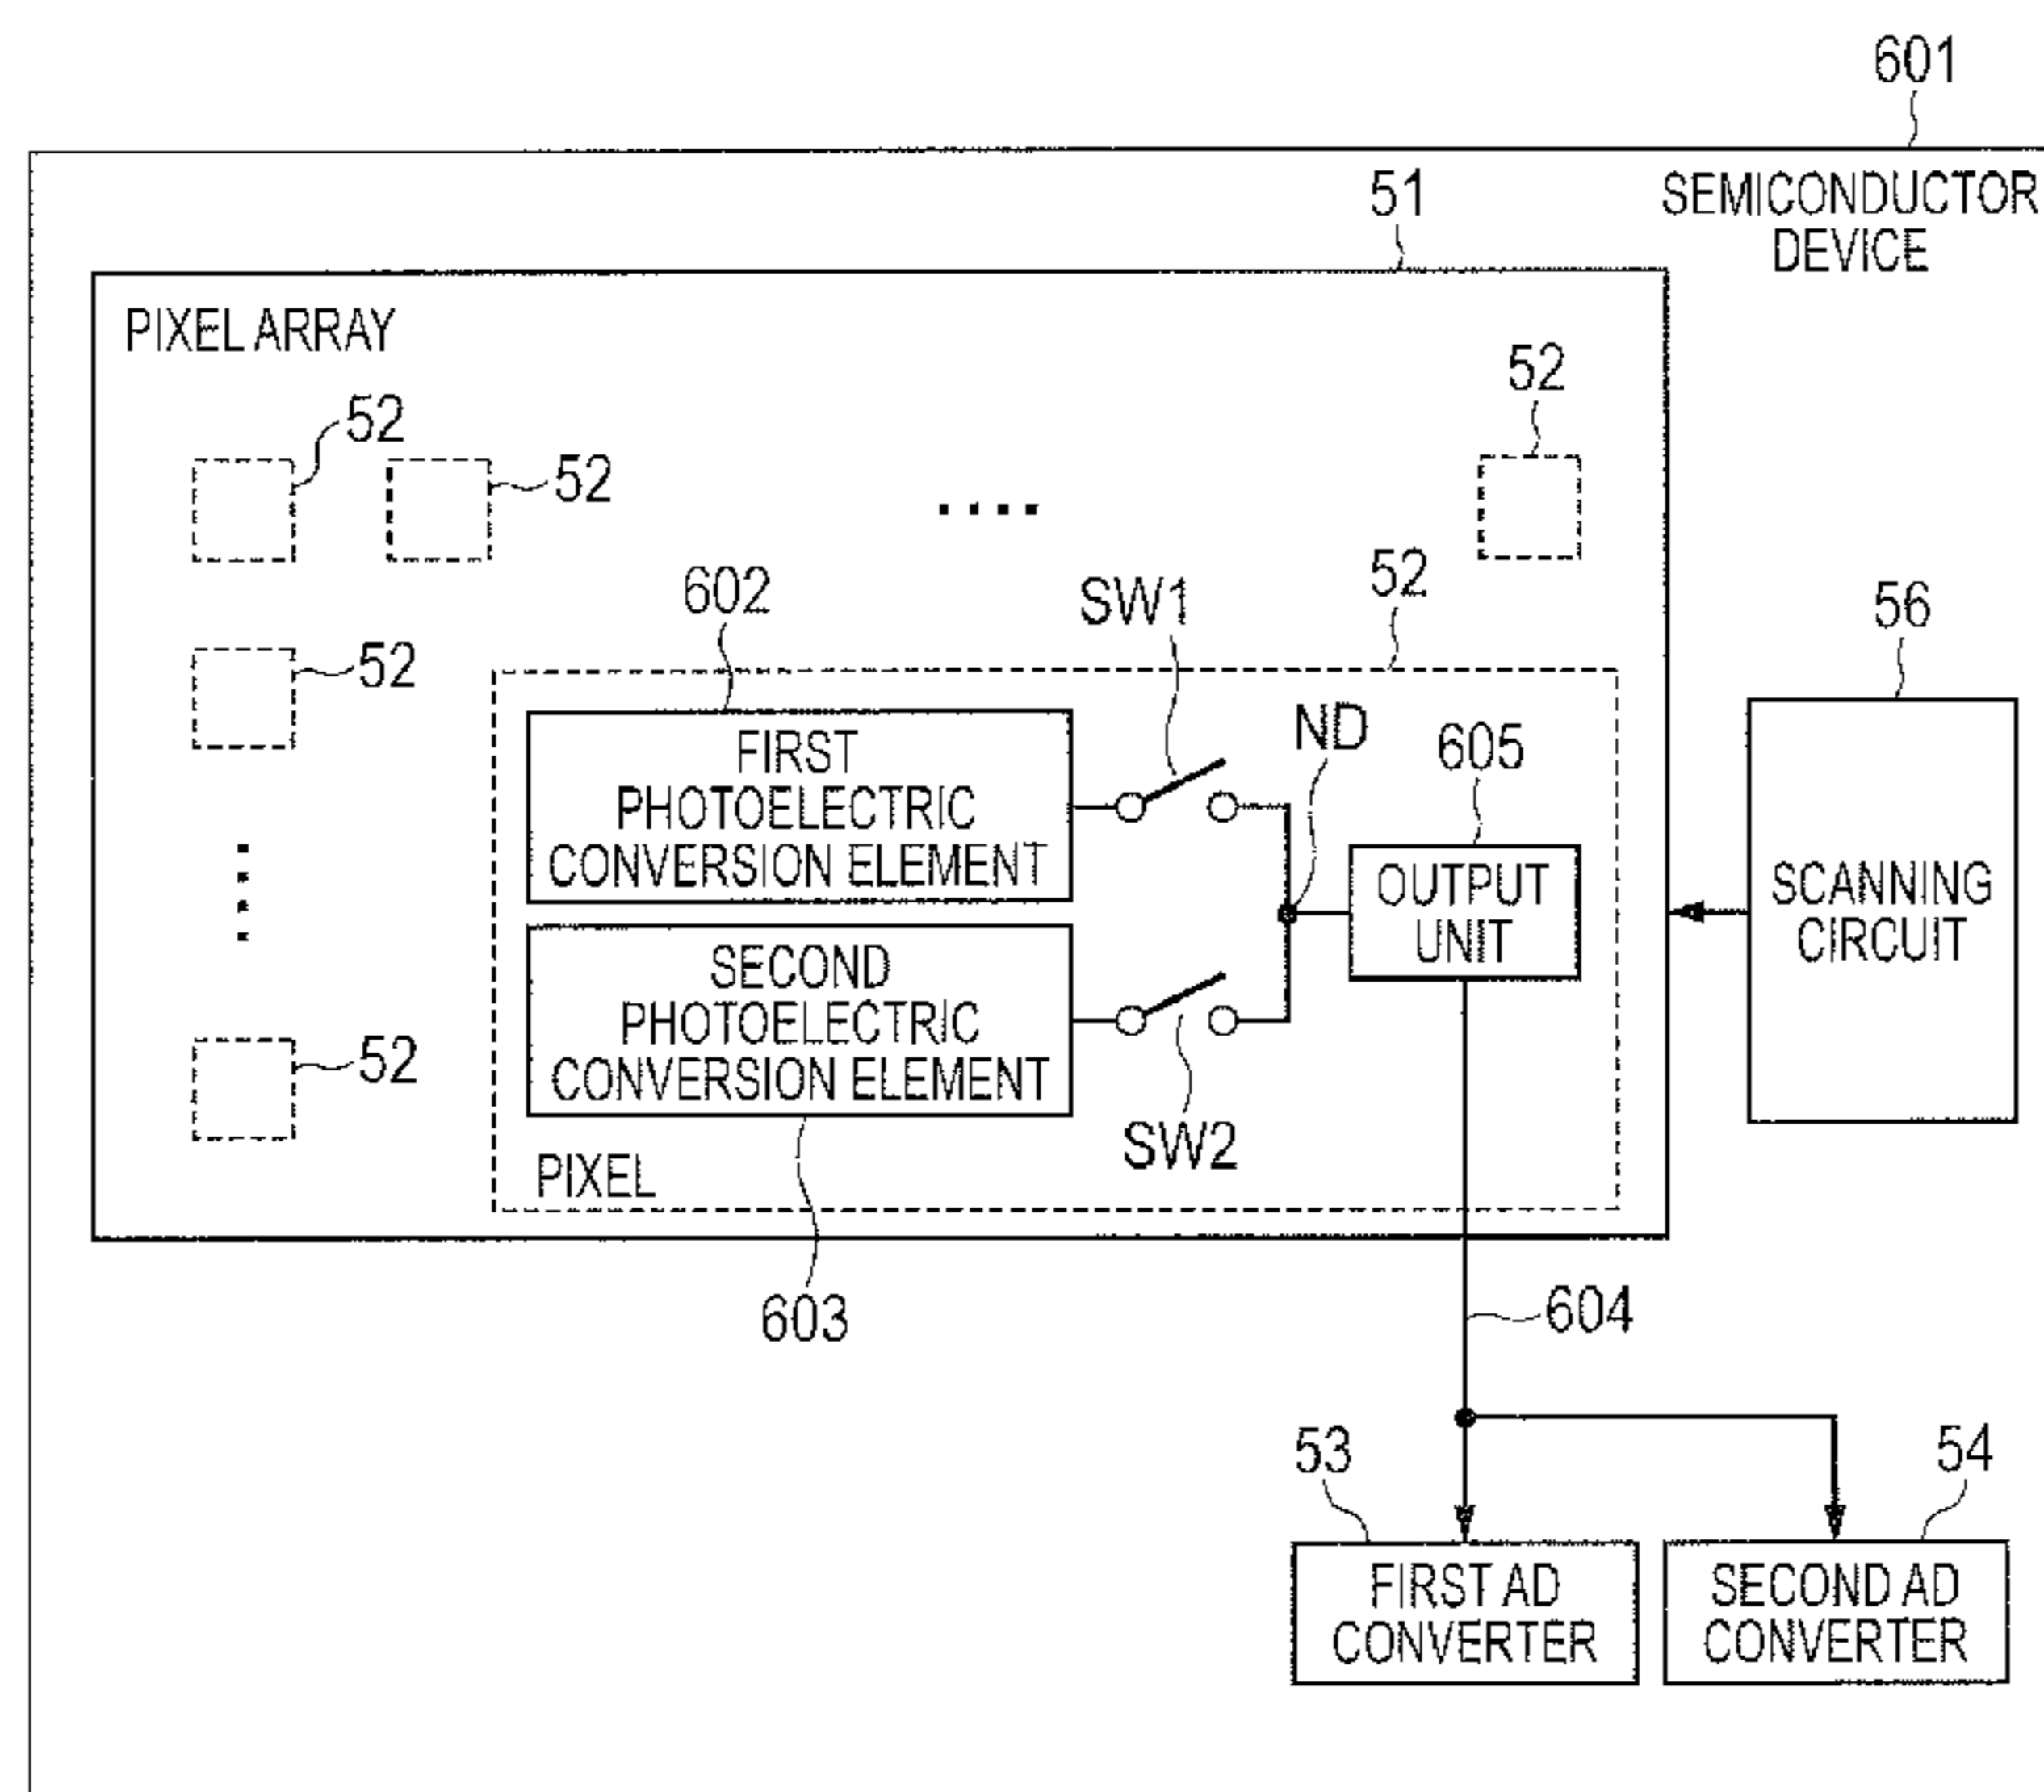 601
SEMICONDUCTOR
DEVICE
51
PIXEL ARRAY
52
52
52
52
602
SW1
56
52
ND
605
FIRST
PHOTOELECTRIC
CONVERSION ELEMENT
OUTPUT
UNIT
SCANNING
CIRCUIT
SECOND
PHOTOELECTRIC
CONVERSION ELEMENT
52
SW2
PIXEL
603
604
53
54
FIRST AD
CONVERTER
SECOND AD
CONVERTER